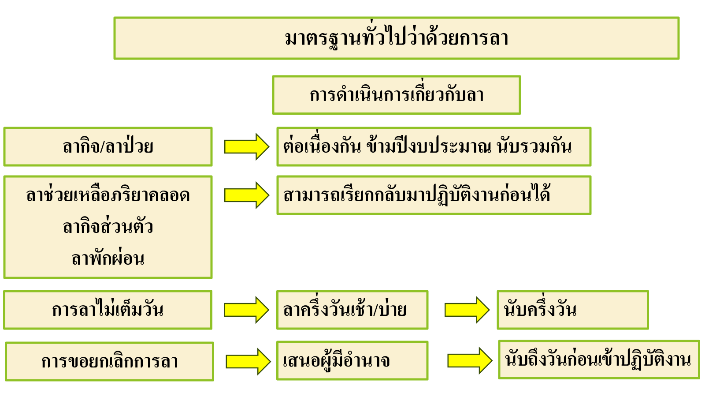 มาตรฐานทั่วไปว่าด้วยการลา
การดำเนินการเกี่ยวกับลา
ลากิจ/ลาป่วย
ต่อเนื่องกัน ข้ามปีงบประมาณ นับรวมกัน
ลาช่วยเหลือภริยาคลอด
ลากิจส่วนตัว
ลาพักผ่อน
สามารถเรียกกลับมาปฏิบัติงานก่อนได้
การลาไม่เต็มวัน
ลาครึ่งวันเช้า/บ่าย
นับครึ่งวัน
การขอยกเลิกการลา
เสนอผู้มีอำนาจ
นับถึงวันก่อนเข้าปฏิบัติงาน